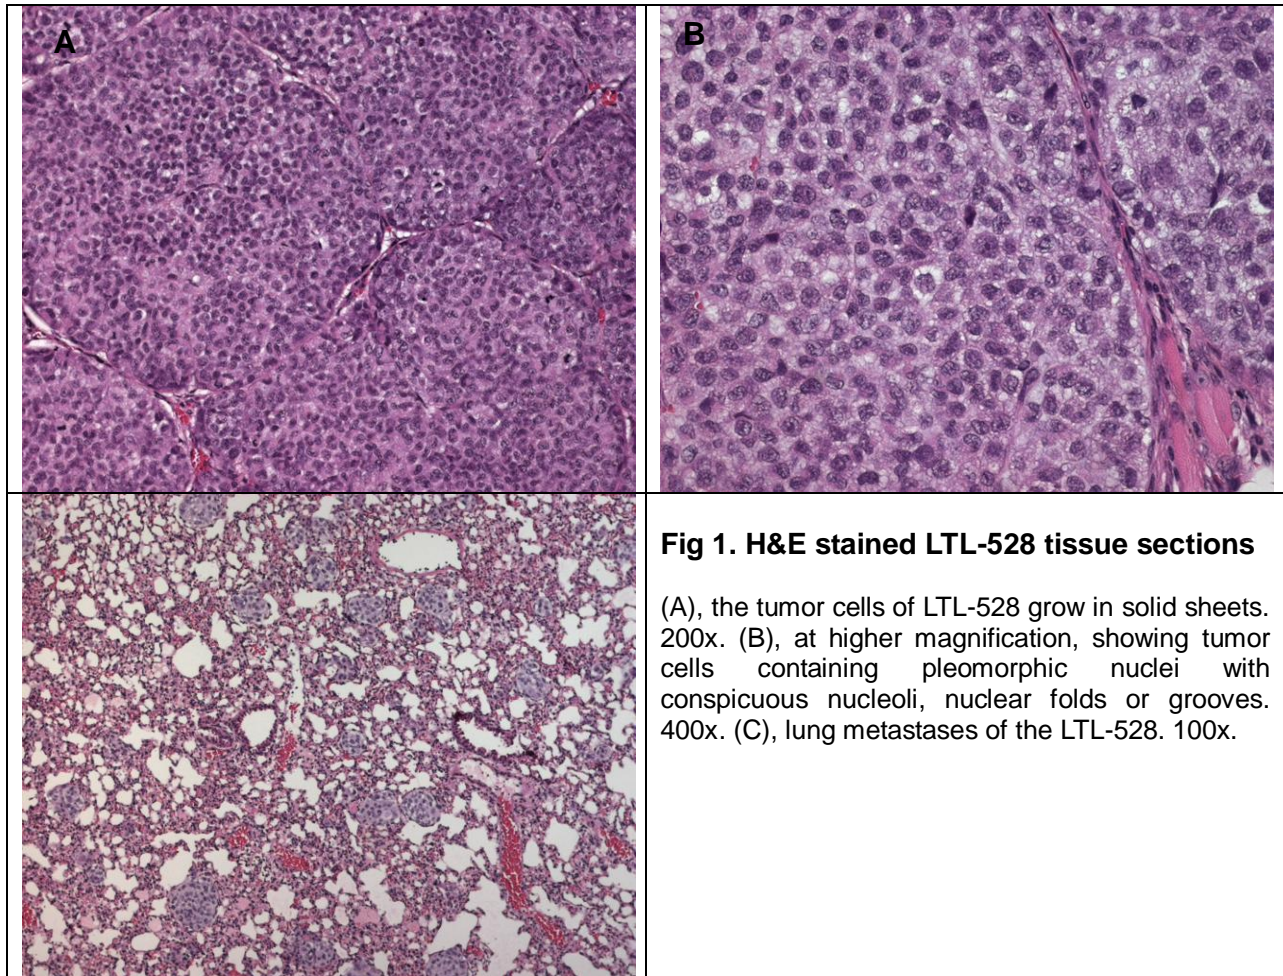 A
B
Fig 1. H&E stained LTL-528 tissue sections
(A), the tumor cells of LTL-528 grow in solid sheets.
200x. (B), at higher magnification, showing tumor
cells containing pleomorphic nuclei with
conspicuous nucleoli, nuclear folds or grooves.
400x. (C), lung metastases of the LTL-528. 100x.